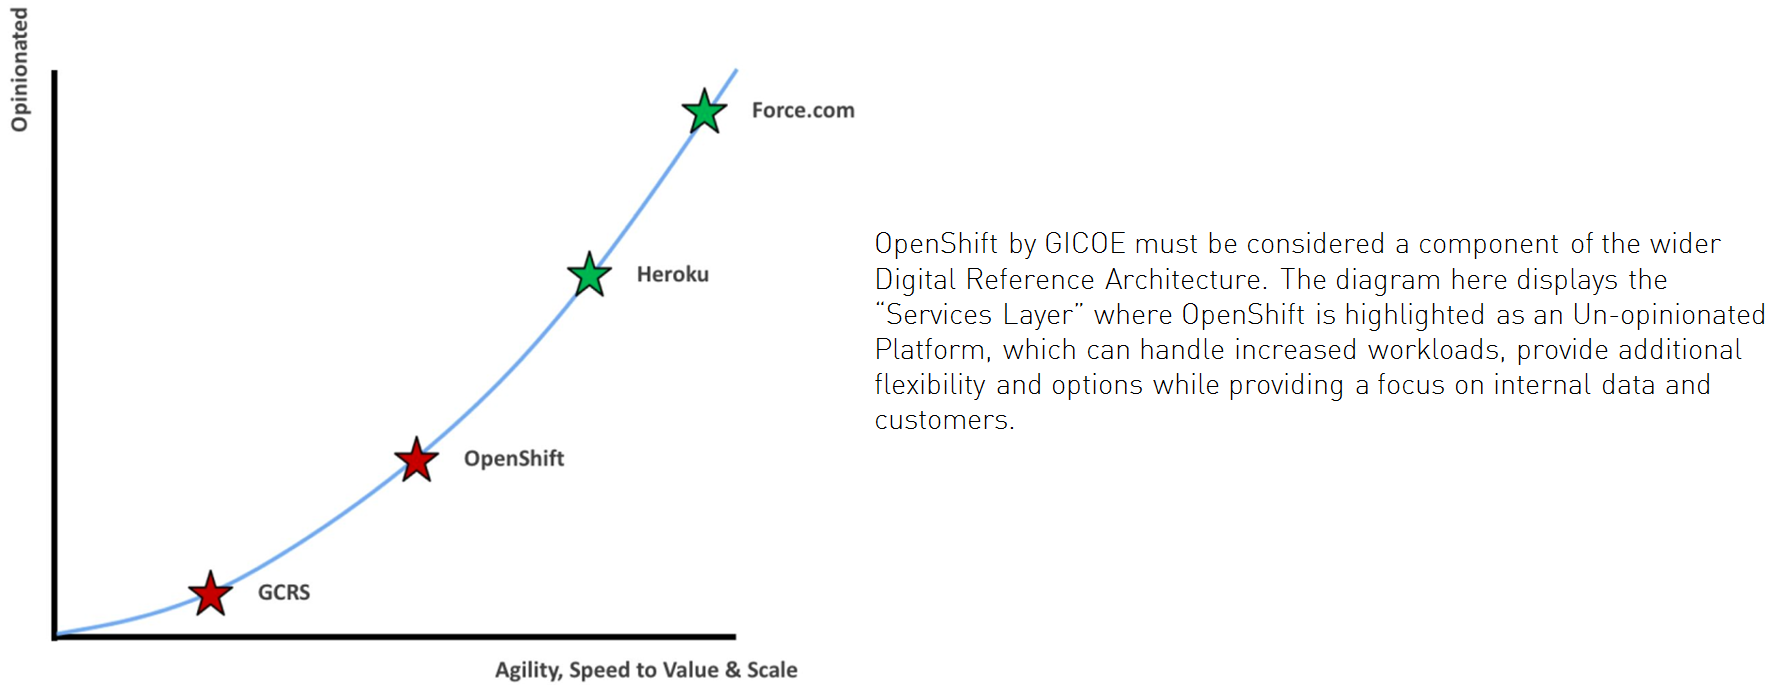 Opinionated
Force.com
Heroku
OpenShift
GCRS
Agility, Speed to Value & Scale
OpenShift by GICOE must be considered a component of the wider
Digital Reference Architecture. The diagram here displays the
“Services Layer” where OpenShift is highlighted as an Un-opinionated
Platform, which can handle increased workloads, provide additional
flexibility and options while providing a focus on internal data and
customers.